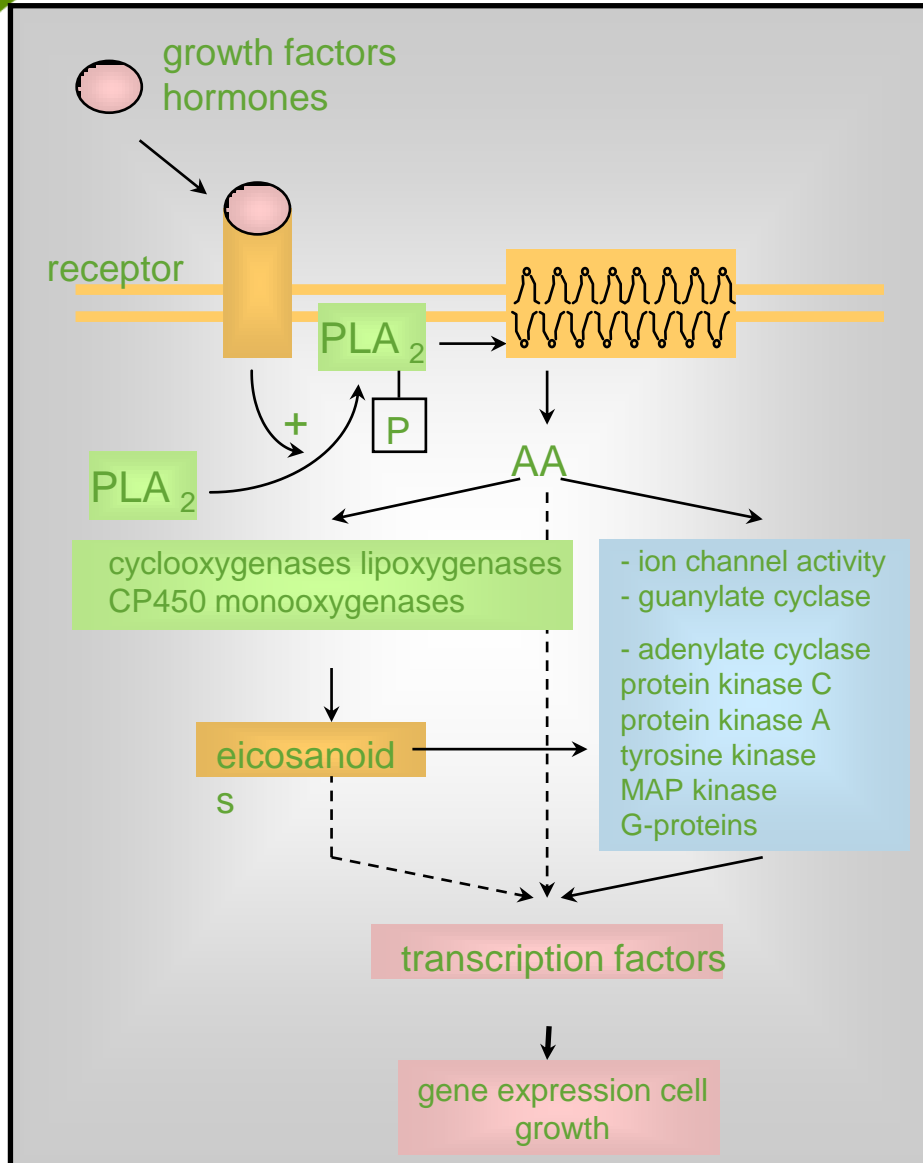 growth factors
hormones
receptor
PLA 2
+
P
PLA 2
AA
cyclooxygenases lipoxygenases
CP450 monooxygenases
- ion channel activity
- guanylate cyclase
- adenylate cyclase
protein kinase C
protein kinase A
tyrosine kinase
MAP kinase
G-proteins
eicosanoid
s
transcription factors
gene expression cell
growth